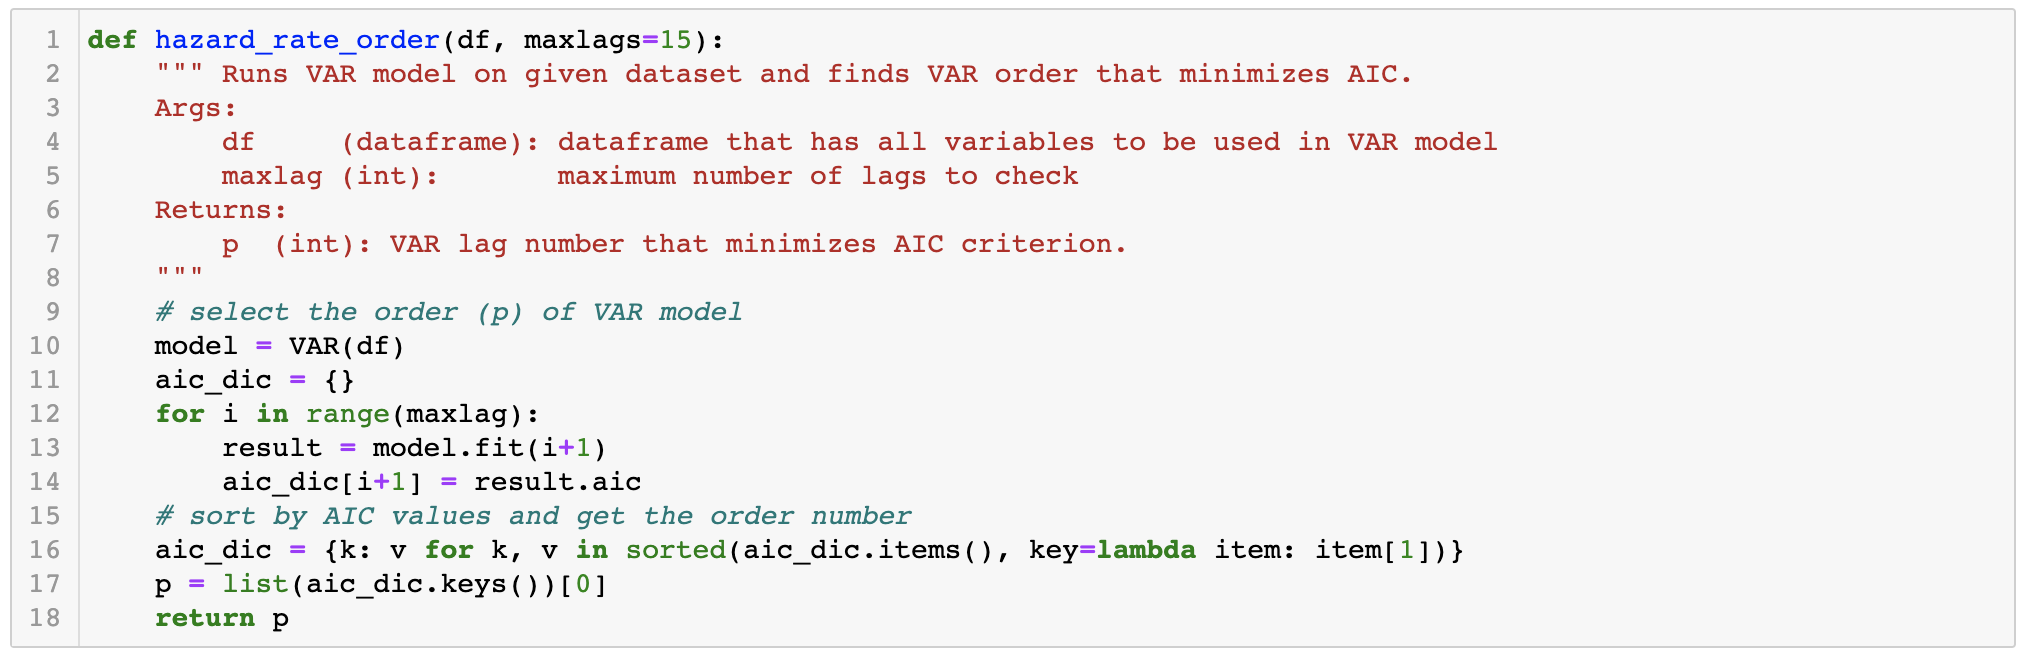 1 def hazard_rate_order(df, maxlags=15):
2     """ Runs VAR model on given dataset and finds VAR order that minimizes AIC.
3     Args:
4         df     (dataframe): dataframe that has all variables to be used in VAR model
5         maxlag (int):       maximum number of lags to check
6     Returns:
7         p  (int): VAR lag number that minimizes AIC criterion.
8     """
9     # select the order (p) of VAR model
10     model = VAR(df)
11     aic_dic = {}
12     for i in range(maxlag):
13         result = model.fit(i+1)
14         aic_dic[i+1] = result.aic
15     # sort by AIC values and get the order number
16     aic_dic = {k: v for k, v in sorted(aic_dic.items(), key=lambda item: item[1])}
17     p = list(aic_dic.keys())[0]
18     return p